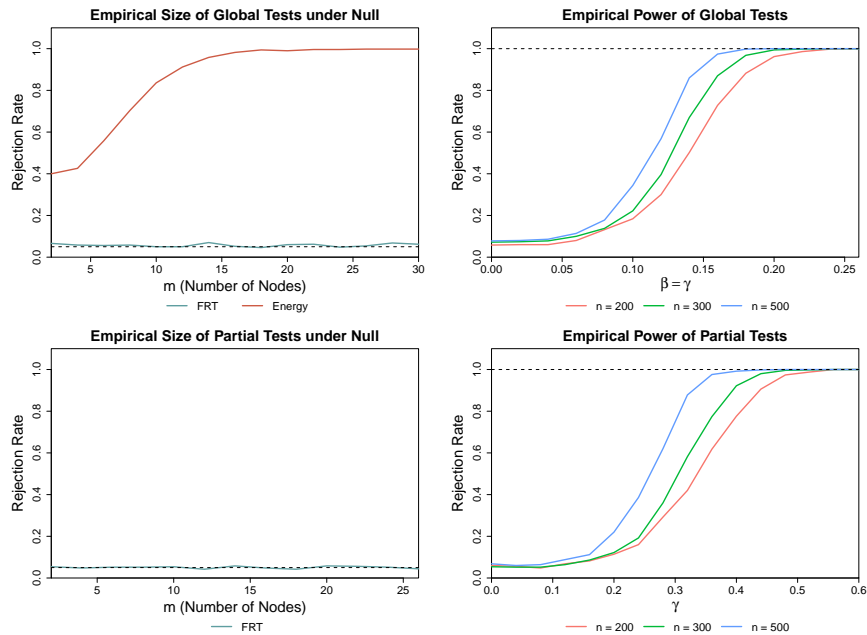 Empirical Size of Global Tests under Null
Rejection Rate
0.0 0.2 0.4 0.6 0.8 1.0
5 10 15 20 25 30
m (Number of Nodes)
FRT Energy
Empirical Power of Global Tests
Rejection Rate
0.0 0.2 0.4 0.6 0.8 1.0
0.00 0.05 0.10 0.15 0.20 0.25
β = γ
n = 200 n = 300 n = 500
Empirical Size of Partial Tests under Null
Rejection Rate
0.0 0.2 0.4 0.6 0.8 1.0
5 10 15 20 25
m (Number of Nodes)
FRT
Empirical Power of Partial Tests
Rejection Rate
0.0 0.2 0.4 0.6 0.8 1.0
0.0 0.1 0.2 0.3 0.4 0.5 0.6
γ
n = 200 n = 300 n = 500